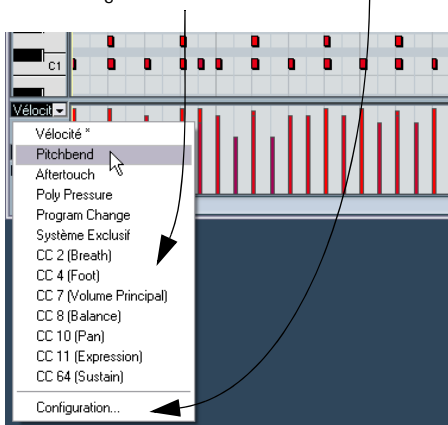 C1
Vélocit
Vélocité *
Pitchbend
Aftertouch
Poly Pressure
Program Change
Système Exclusif
CC 2 (Breath)
CC 4 (Foot)
CC 7 (Volume Principal)
CC 8 (Balance)
CC 10 (Pan)
CC 11 (Expression)
CC 64 (Sustain)
Configuration...